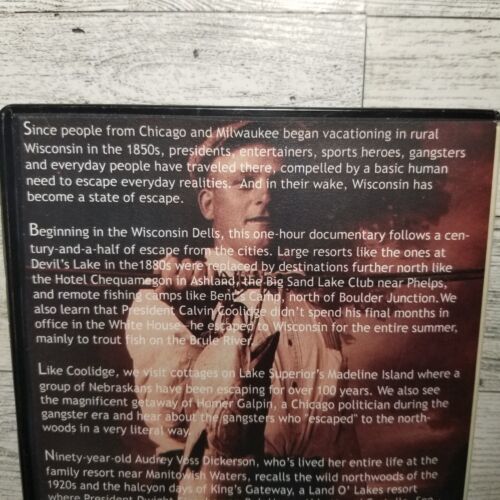 Since people from Chicago and Milwaukee began vacationing in rural
Wisconsin in the 1850s, presidents, entertainers, sports heroes, gangsters
and everyday people have traveled there, compelled by a basic human
need to escape everyday realities. And in their wake, Wisconsin has
become a state of escape.
Beginning in the Wisconsin Dells, this one-hour documentary follows a cen-
tury-and-a-half of escape from the cities. Large resorts like the ones at
Devil's Lake in the1880s were replaced by destinations further north like
the Hotel Chequamegon in Ashland, the Big Sand Lake Club near Phelps,
and remote fishing camps like Bent's Camp, north of Boulder Junction. We
also learn that President Calvin Coolidge didn't spend his final months in
office in the White House--he escaped to Wisconsin for the entire summer,
mainly to trout fish on the Brule River.
Like Coolidge, we visit cottages on Lake Superior's Madeline Island where a
group of Nebraskans have been escaping for over 100 years. We also see
the magnificent getaway of Homer Galpin, a Chicago politician during the
gangster era and hear about the gangsters who "escaped" to the north-
woods in a very literal way.
Ninety-year-old Audrey Voss Dickerson, who's lived her entire life at the
family resort near Manitowish Waters, recalls the wild northwoods of the
1920s and the halcyon days of King's Gateway, a Land O' Lakes resort
where President Dwight